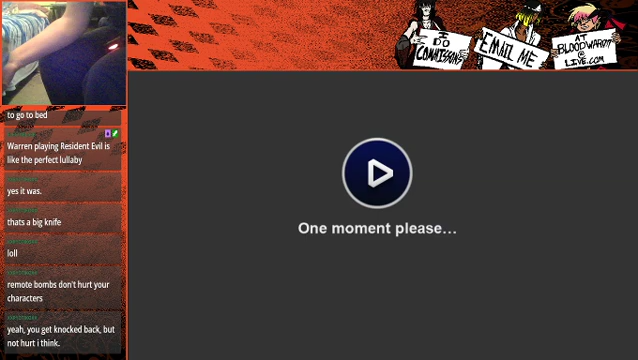 I DO
COMMISSIONS
EMAIL ME
AT
BLOODWARD7
@
LIVE.COM
to go to bed
Warren playing Resident Evil is
like the perfect lullaby
yes it was.
thats a big knife
loll
remote bombs don't hurt your
characters
yeah, you get knocked back, but
not hurt i think.
One moment please...